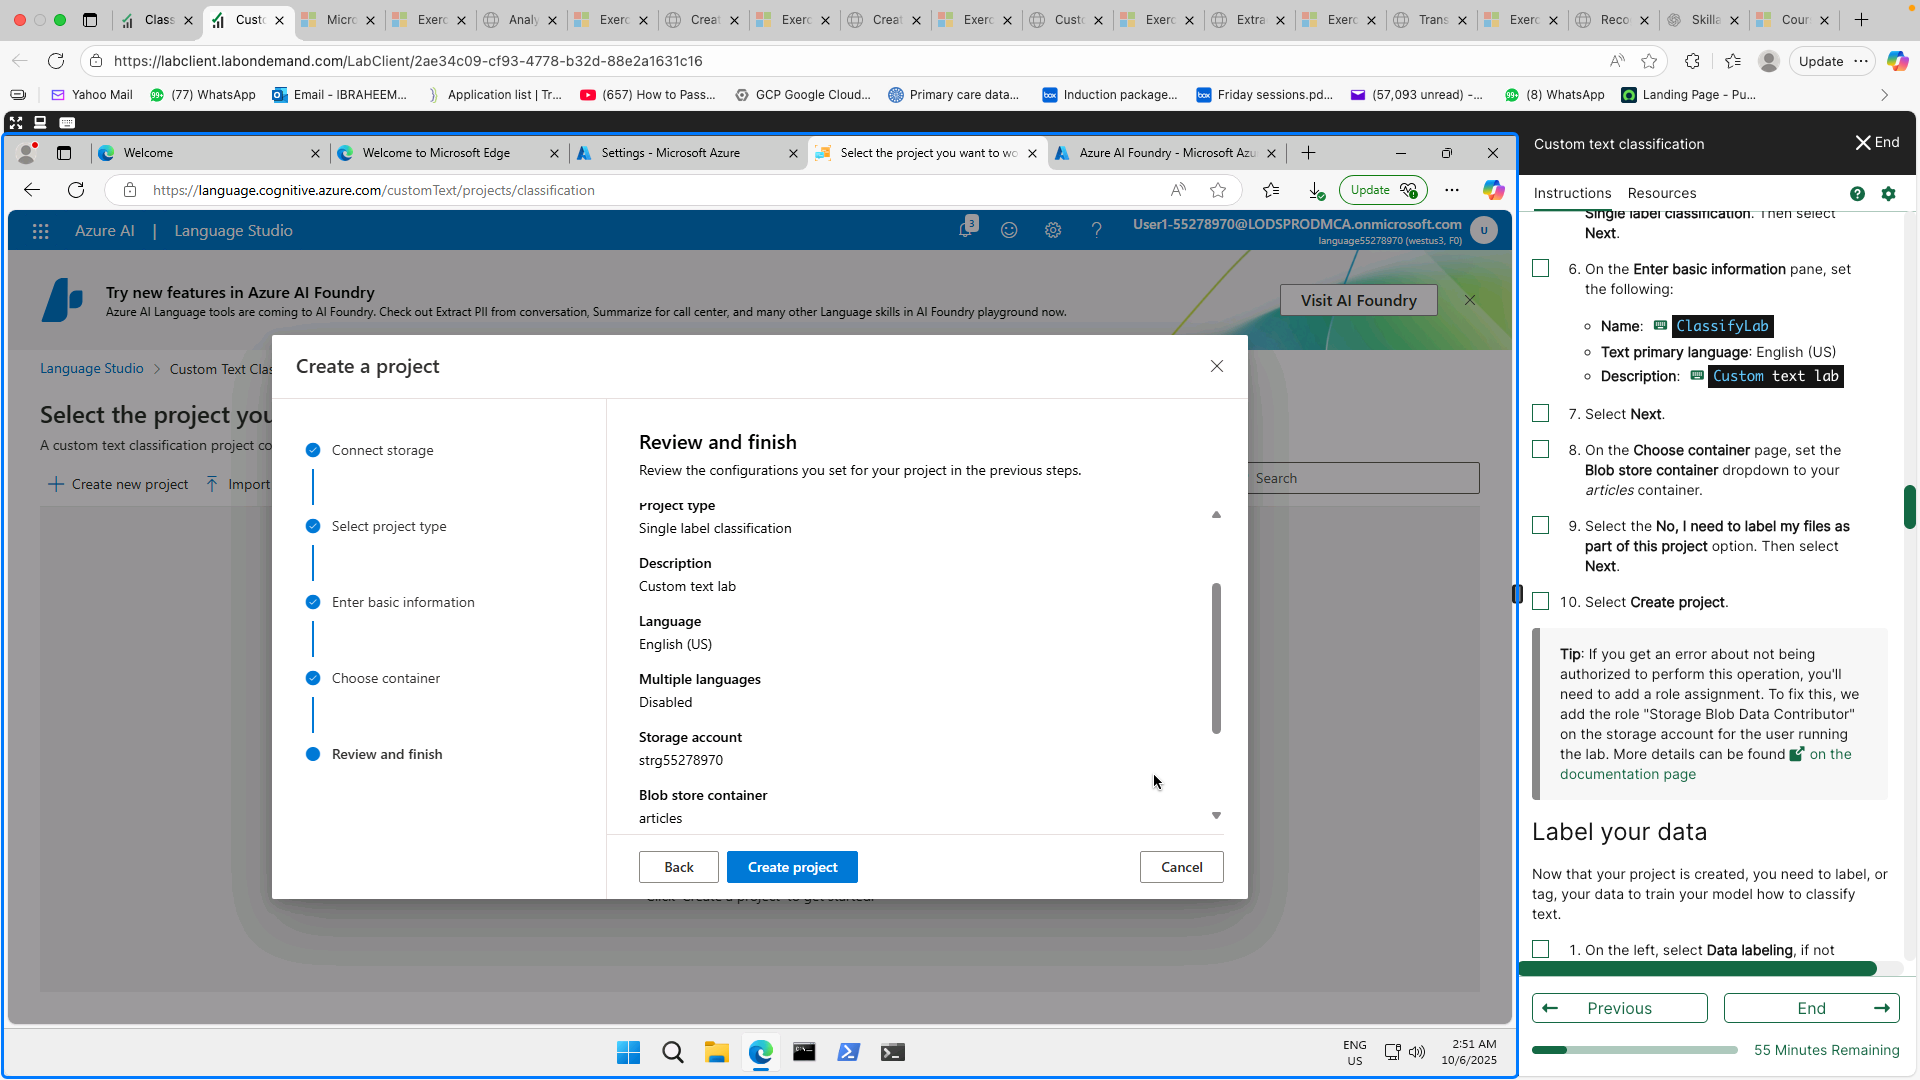 Class
Custo
Micro
Exerc
Analy
Exerc
Creat
Exerc
Creat
Exerc
Custo
Exerc
Extra
Exerc
Trans
Exerc
Reco
Skilla
Cour
https://labclient.labondemand.com/LabClient/2ae34c09-cf93-4778-b32d-88e2a1631c16
Update
Yahoo Mail
(77) WhatsApp
Email - IBRAHEEM...
Application list | Tr...
(657) How to Pass...
GCP Google Cloud...
Primary care data...
Induction package...
Friday sessions.pd...
(57,093 unread) -...
(8) WhatsApp
Landing Page - Pu...
Welcome
Welcome to Microsoft Edge
Settings - Microsoft Azure
Select the project you want to wo
Azure AI Foundry - Microsoft Azu
https://language.cognitive.azure.com/customText/projects/classification
Update
Azure AI | Language Studio
3
User1-55278970@LODSPRODMCA.onmicrosoft.com
language55278970 (westus3, F0)
U
Try new features in Azure AI Foundry
Azure AI Language tools are coming to AI Foundry. Check out Extract PII from conversation, Summarize for call center, and many other Language skills in AI Foundry playground now.
Visit AI Foundry
Language Studio > Custom Text Clas
Select the project you
A custom text classification project co
Create new project
Import
Search
Create a project
Connect storage
Select project type
Enter basic information
Choose container
Review and finish
Review and finish
Review the configurations you set for your project in the previous steps.
Project type
Single label classification
Description
Custom text lab
Language
English (US)
Multiple languages
Disabled
Storage account
strg55278970
Blob store container
articles
Back
Create project
Cancel
Click 'Create a project' to get started.
ENG
US
2:51 AM
10/6/2025
Custom text classification
End
Instructions
Resources
Single label classification. Then select
Next.
6. On the Enter basic information pane, set
the following:
Name: ClassifyLab
Text primary language: English (US)
Description: Custom text lab
7. Select Next.
8. On the Choose container page, set the
Blob store container dropdown to your
articles container.
9. Select the No, I need to label my files as
part of this project option. Then select
Next.
10. Select Create project.
Tip: If you get an error about not being
authorized to perform this operation, you'll
need to add a role assignment. To fix this, we
add the role "Storage Blob Data Contributor"
on the storage account for the user running
the lab. More details can be found on the
documentation page
Label your data
Now that your project is created, you need to label, or
tag, your data to train your model how to classify
text.
1. On the left, select Data labeling, if not
Previous
End
55 Minutes Remaining